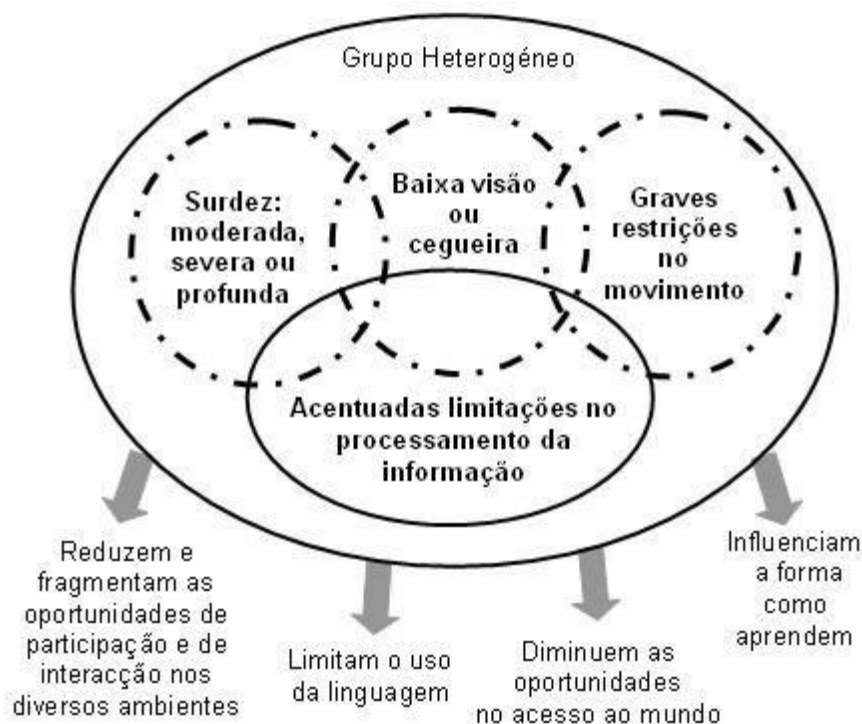 Grupo Heterogéneo
Surdez:
moderada,
severa ou
profunda
Baixa visão
ou
cegueira
Graves
restrições
no
movimento
Acentuadas limitações no
processamento da
informação
Reduzem e
fragmentam as
oportunidades de
participação e de
interacção nos
diversos ambientes
Limitam o uso
da linguagem
Diminuem as
oportunidades
no acesso ao mundo
Influenciam
a forma
como
aprendem